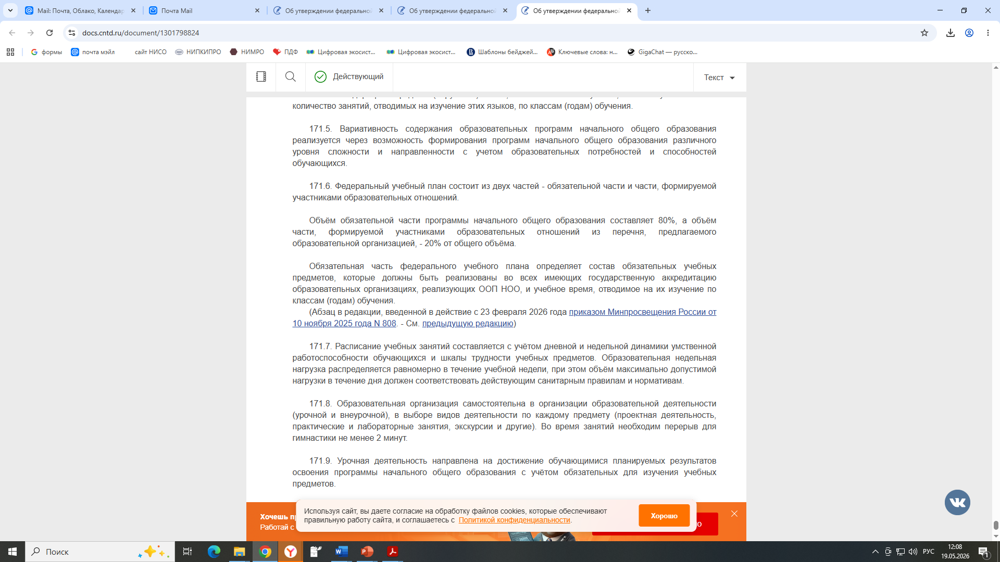 Mail: Почта, Облако, Календар
Почта Mail
Об утверждении федеральной
Об утверждении федеральной
Об утверждении федеральной
docs.cntd.ru/document/1301798824
формы
почта мэйл
сайт НИСО
НИПКИПРО
НИМРО
ПДФ
Цифровая экосист...
Цифровая экосист...
Шаблоны бейджей...
Ключевые слова: н...
GigaChat — русско...
Действующий
Текст
количество занятий, отводимых на изучение этих языков, по классам (годам) обучения.
171.5. Вариативность содержания образовательных программ начального общего образования
реализуется через возможность формирования программ начального общего образования различного
уровня сложности и направленности с учетом образовательных потребностей и способностей
обучающихся.
171.6. Федеральный учебный план состоит из двух частей - обязательной части и части, формируемой
участниками образовательных отношений.
Объём обязательной части программы начального общего образования составляет 80%, а объём
части, формируемой участниками образовательных отношений из перечня, предлагаемого
образовательной организацией, - 20% от общего объёма.
Обязательная часть федерального учебного плана определяет состав обязательных учебных
предметов, которые должны быть реализованы во всех имеющих государственную аккредитацию
образовательных организациях, реализующих ООП НОО, и учебное время, отводимое на их изучение по
классам (годам) обучения.
(Абзац в редакции, введенной в действие с 23 февраля 2026 года приказом Минпросвещения России от
10 ноября 2025 года N 808. - См. предыдущую редакцию)
171.7. Расписание учебных занятий составляется с учётом дневной и недельной динамики умственной
работоспособности обучающихся и шкалы трудности учебных предметов. Образовательная недельная
нагрузка распределяется равномерно в течение учебной недели, при этом объём максимально допустимой
нагрузки в течение дня должен соответствовать действующим санитарным правилам и нормативам.
171.8. Образовательная организация самостоятельна в организации образовательной деятельности
(урочной и внеурочной), в выборе видов деятельности по каждому предмету (проектная деятельность,
практические и лабораторные занятия, экскурсии и другие). Во время занятий необходим перерыв для
гимнастики не менее 2 минут.
171.9. Урочная деятельность направлена на достижение обучающимися планируемых результатов
освоения программы начального общего образования с учётом обязательных для изучения учебных
предметов.
Хочешь
Работай с
Используя сайт, вы даете согласие на обработку файлов cookies, которые обеспечивают
правильную работу сайта, и соглашаетесь с Политикой конфиденциальности.
Хорошо
Поиск
РУС
12:08
19.05.2026
1